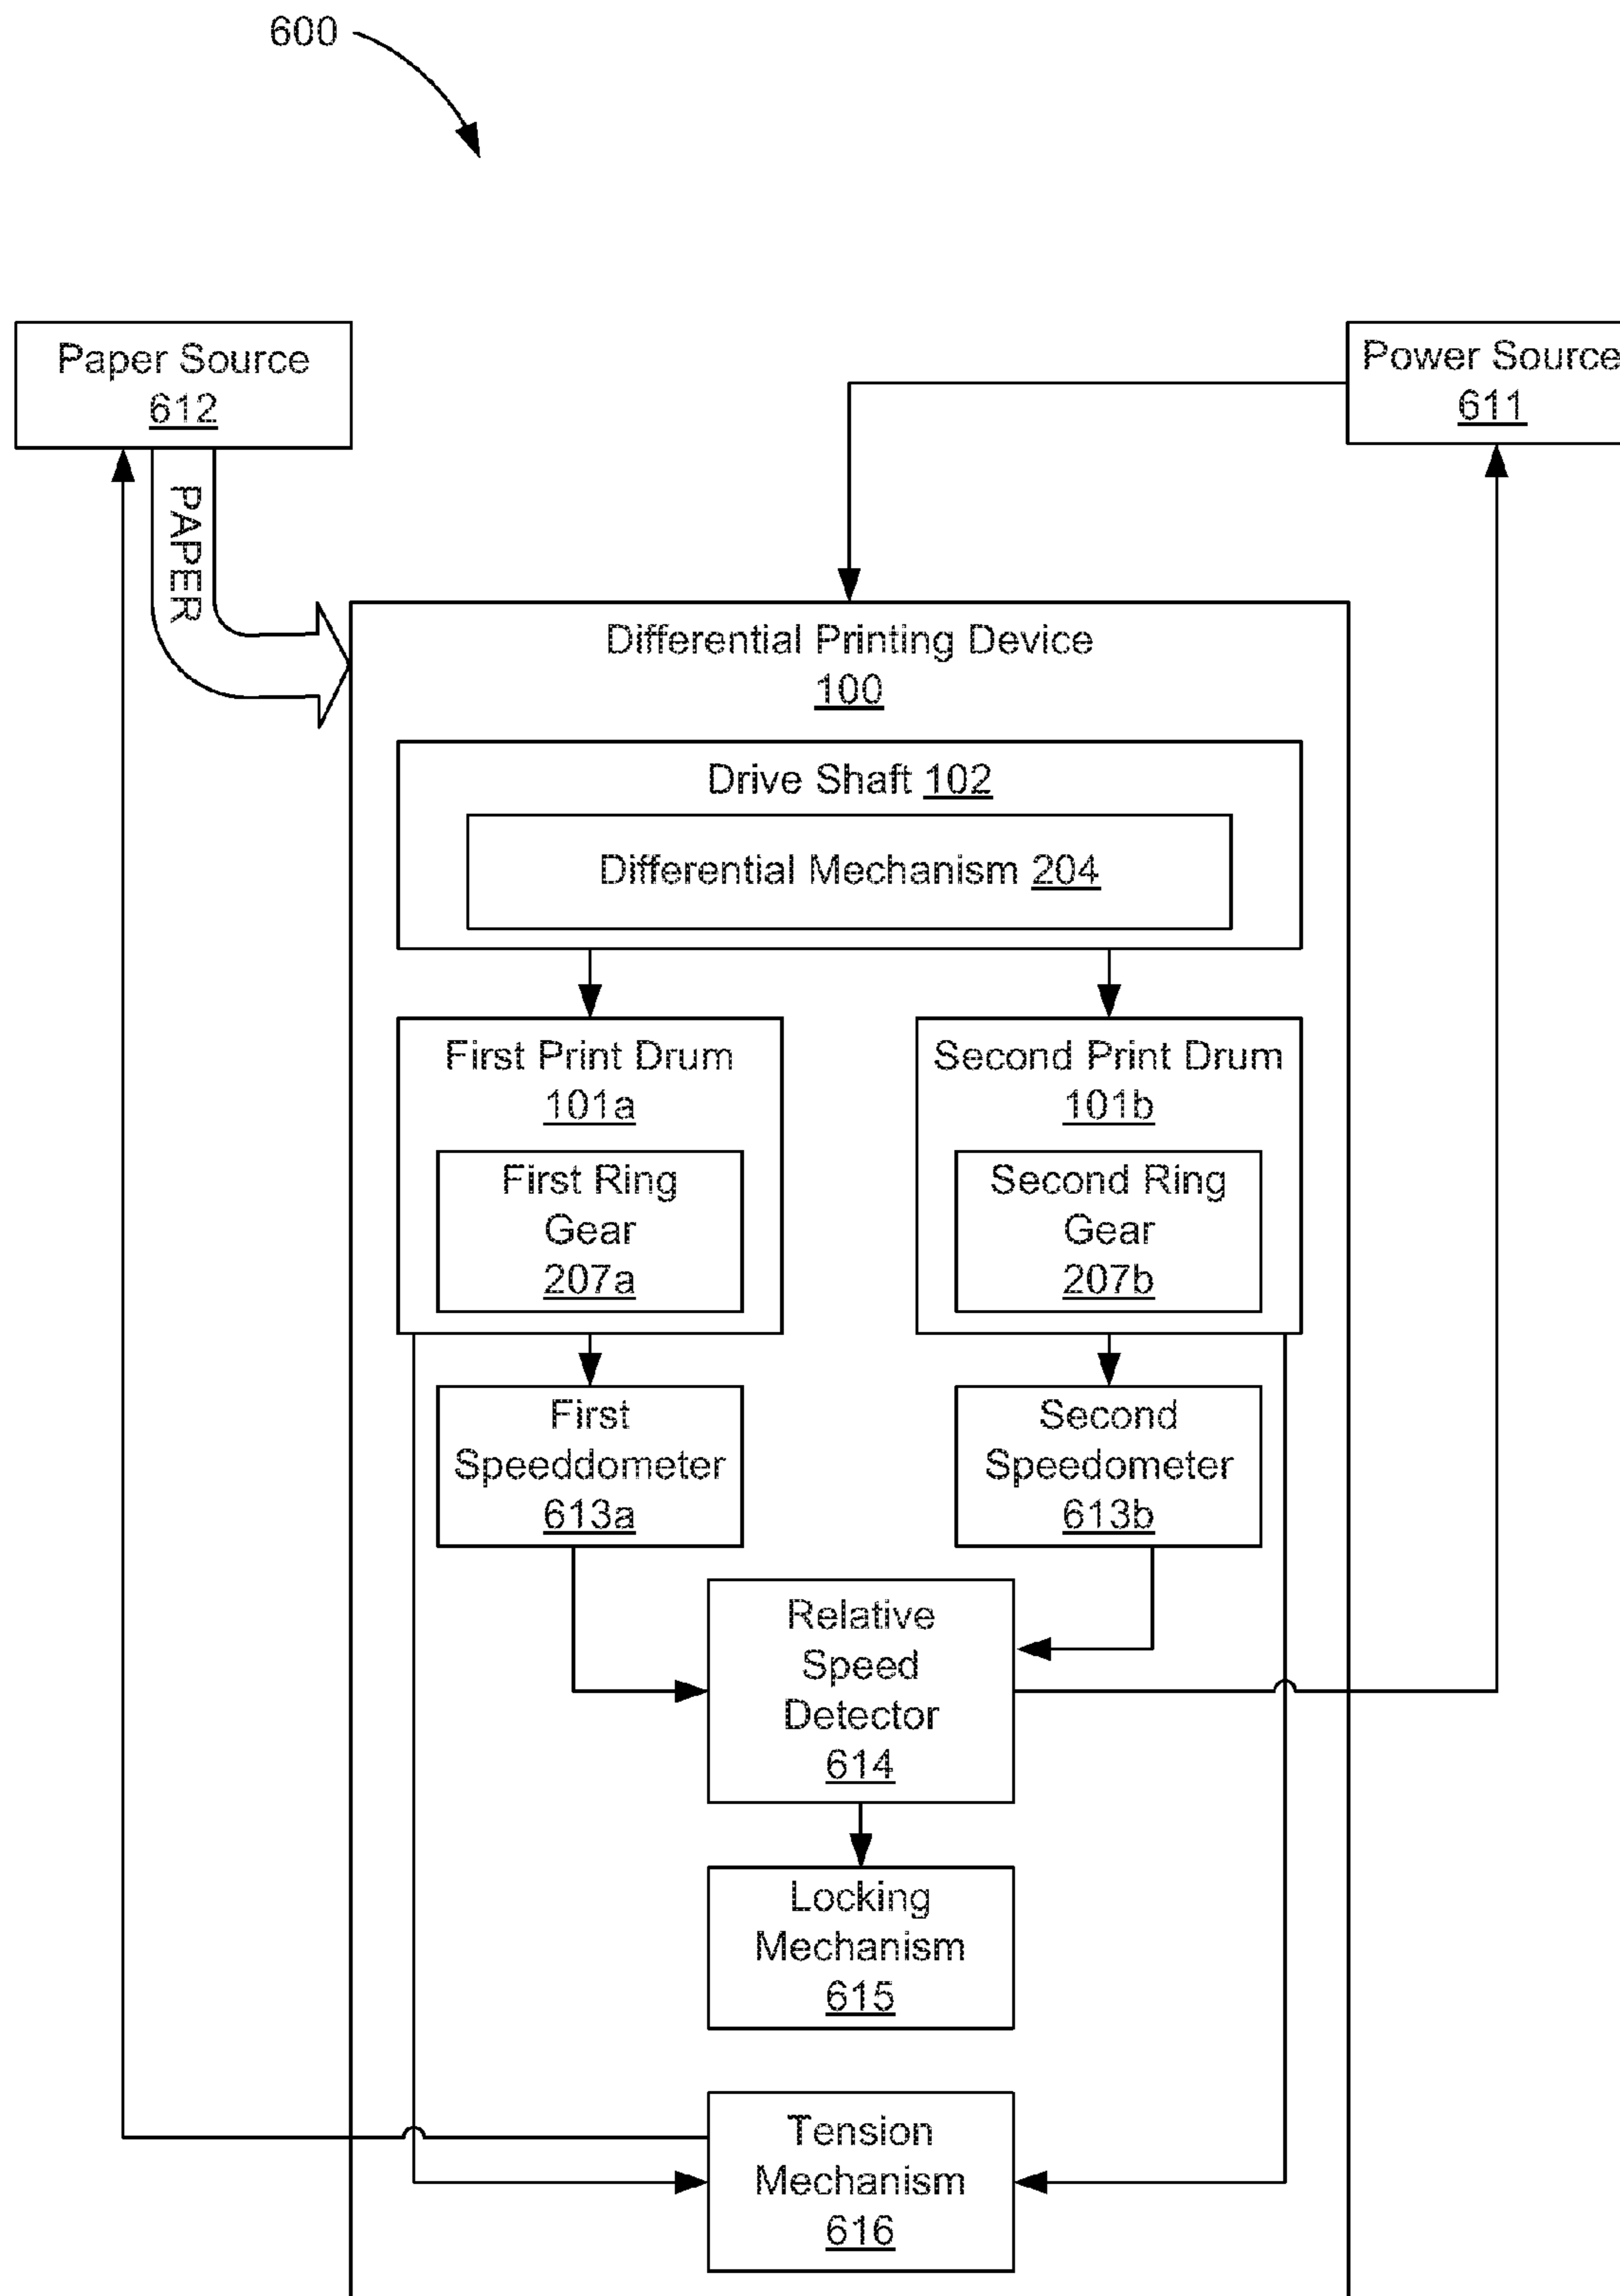 600
Paper Source
612
Power Source
611
PAPER
Differential Printing Device
100
Drive Shaft 102
Differential Mechanism 204
First Print Drum
101a
Second Print Drum
101b
First Ring
Gear
207a
Second Ring
Gear
207b
First
Speeddometer
613a
Second
Speedometer
613b
Relative
Speed
Detector
614
Locking
Mechanism
615
Tension
Mechanism
616